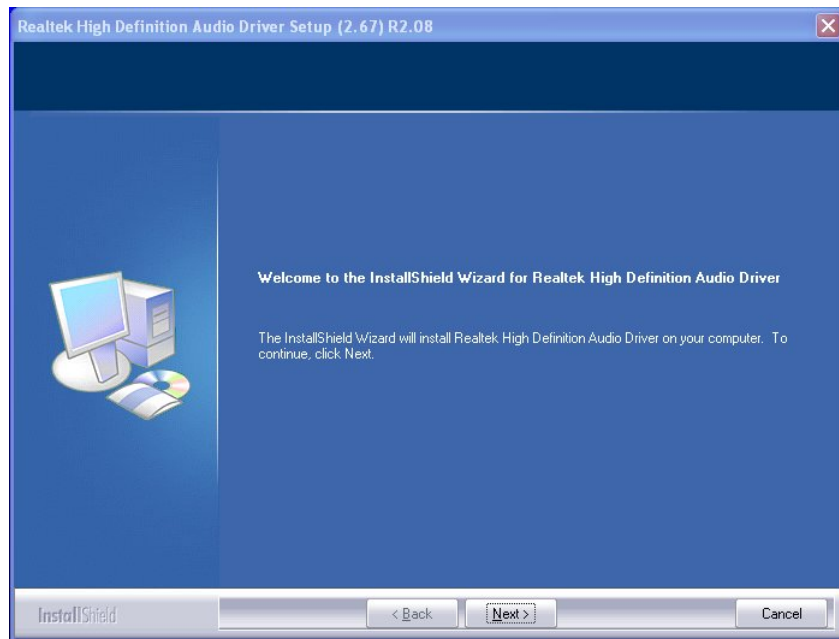 Realtek High Definition Audio Driver Setup (2.67) R2.08
Welcome to the InstallShield Wizard for Realtek High Definition Audio Driver
The InstallShield Wizard will install Realtek High Definition Audio Driver on your computer. To
continue, click Next.
InstallShield
< Back
Next >
Cancel